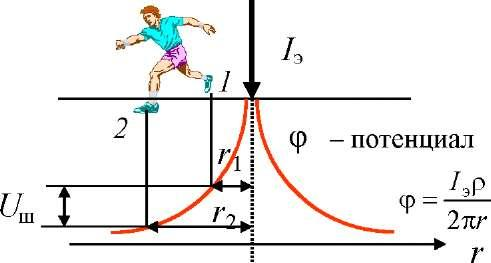 1
Iэ
2
φ – потенциал
r1
Uш
r2
φ = Iэρ / 2πr
r